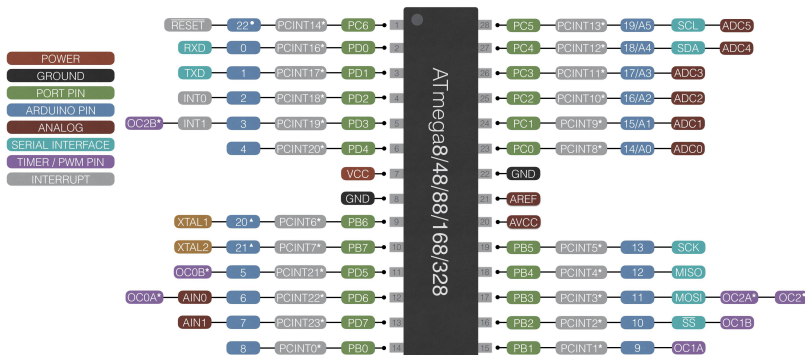 RESET 22• PCINT14* PC6 1 28 PC5 PCINT13* 19/A5 SCL ADC5
RXD 0 PCINT16* PD0 2 27 PC4 PCINT12* 18/A4 SDA ADC4
TXD 1 PCINT17* PD1 3 26 PC3 PCINT11* 17/A3 ADC3
INT0 2 PCINT18* PD2 4 25 PC2 PCINT10* 16/A2 ADC2
OC2B* INT1 3 PCINT19* PD3 5 24 PC1 PCINT9* 15/A1 ADC1
4 PCINT20* PD4 6 23 PC0 PCINT8* 14/A0 ADC0
VCC 7 22 GND
GND 8 21 AREF
XTAL1 20▲ PCINT6* PB6 9 20 AVCC
XTAL2 21▲ PCINT7* PB7 10 19 PB5 PCINT5* 13 SCK
OC0B* 5 PCINT21* PD5 11 18 PB4 PCINT4* 12 MISO
OC0A* AIN0 6 PCINT22* PD6 12 17 PB3 PCINT3* 11 MOSI OC2A* OC2*
AIN1 7 PCINT23* PD7 13 16 PB2 PCINT2* 10 SS OC1B
8 PCINT0* PB0 14 15 PB1 PCINT1* 9 OC1A
ATmega8/48/88/168/328
POWER
GROUND
PORT PIN
ARDUINO PIN
ANALOG
SERIAL INTERFACE
TIMER / PWM PIN
INTERRUPT